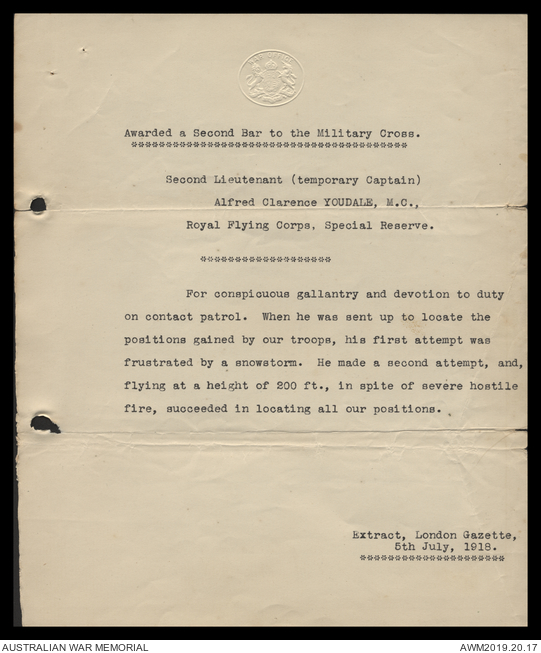 Awarded a Second Bar to the Military Cross.
****************************************
Second Lieutenant (temporary Captain)
Alfred Clarence YOUDALE, M.C.,
Royal Flying Corps, Special Reserve.
*******************
For conspicuous gallantry and devotion to duty
on contact patrol. When he was sent up to locate the
positions gained by our troops, his first attempt was
frustrated by a snowstorm. He made a second attempt, and,
flying at a height of 200 ft., in spite of severe hostile
fire, succeeded in locating all our positions.
Extract, London Gazette,
5th July, 1918.
*********************
AUSTRALIAN WAR MEMORIAL
AWM2019.20.17